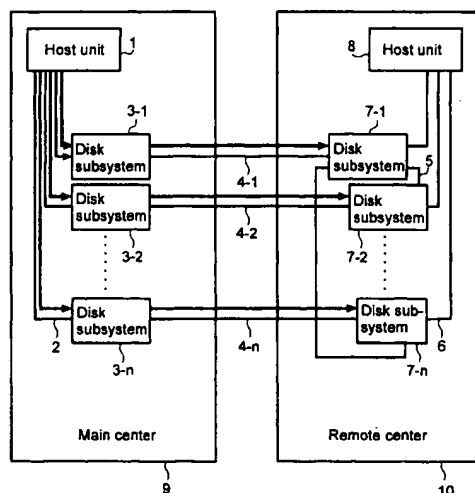 1
Host unit
8
Host unit
3-1
Disk
subsystem
7-1
Disk
subsystem
5
4-1
Disk
subsystem
3-2
4-2
Disk
subsystem
7-2
Disk
subsystem
2
3-n
4-n
Disk sub-
system
6
7-n
Main center
9
Remote center
10